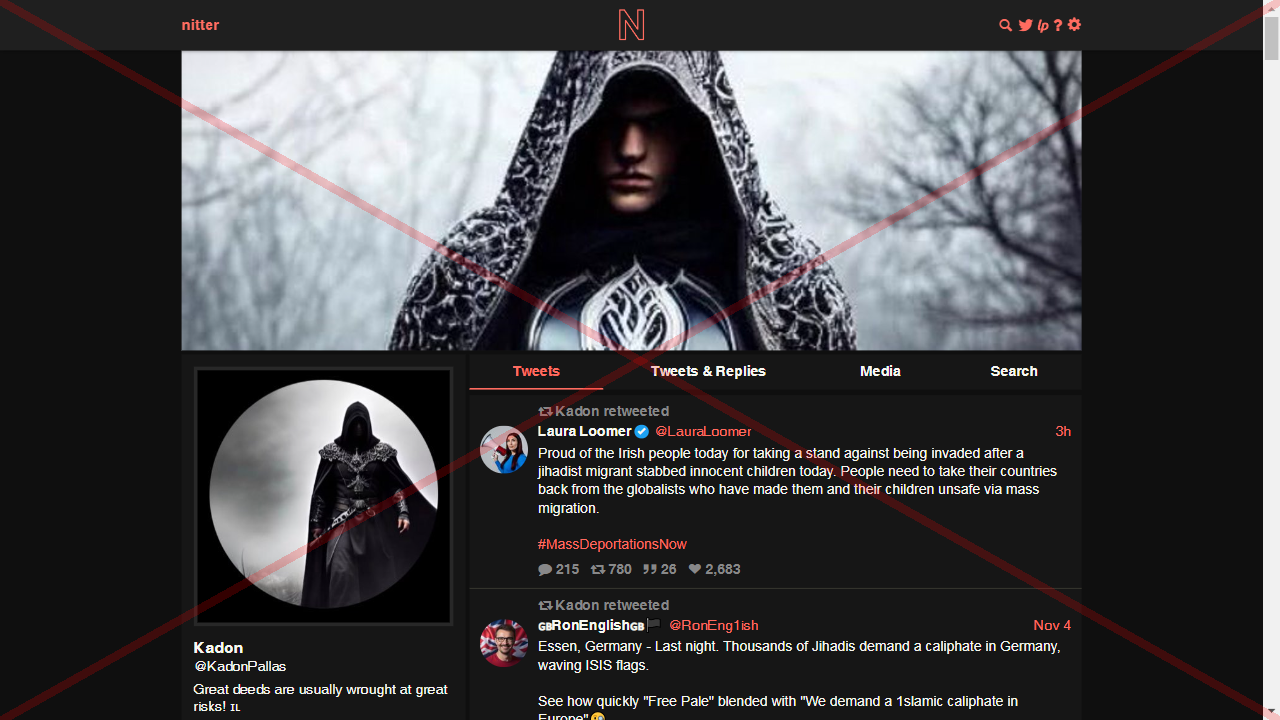 nitter
N
lp ?
Tweets
Tweets & Replies
Media
Search
Kadon retweeted
Laura Loomer @LauraLoomer 3h
Proud of the Irish people today for taking a stand against being invaded after a
jihadist migrant stabbed innocent children today. People need to take their countries
back from the globalists who have made them and their children unsafe via mass
migration.
#MassDeportationsNow
215 780 26 2,683
Kadon retweeted
🇬🇧RonEnglish🇬🇧🏴 @RonEng1ish Nov 4
Essen, Germany - Last night. Thousands of Jihadis demand a caliphate in Germany,
waving ISIS flags.
See how quickly "Free Pale" blended with "We demand a 1slamic caliphate in
Europe"
Kadon
@KadonPallas
Great deeds are usually wrought at great
risks! 🇮🇱